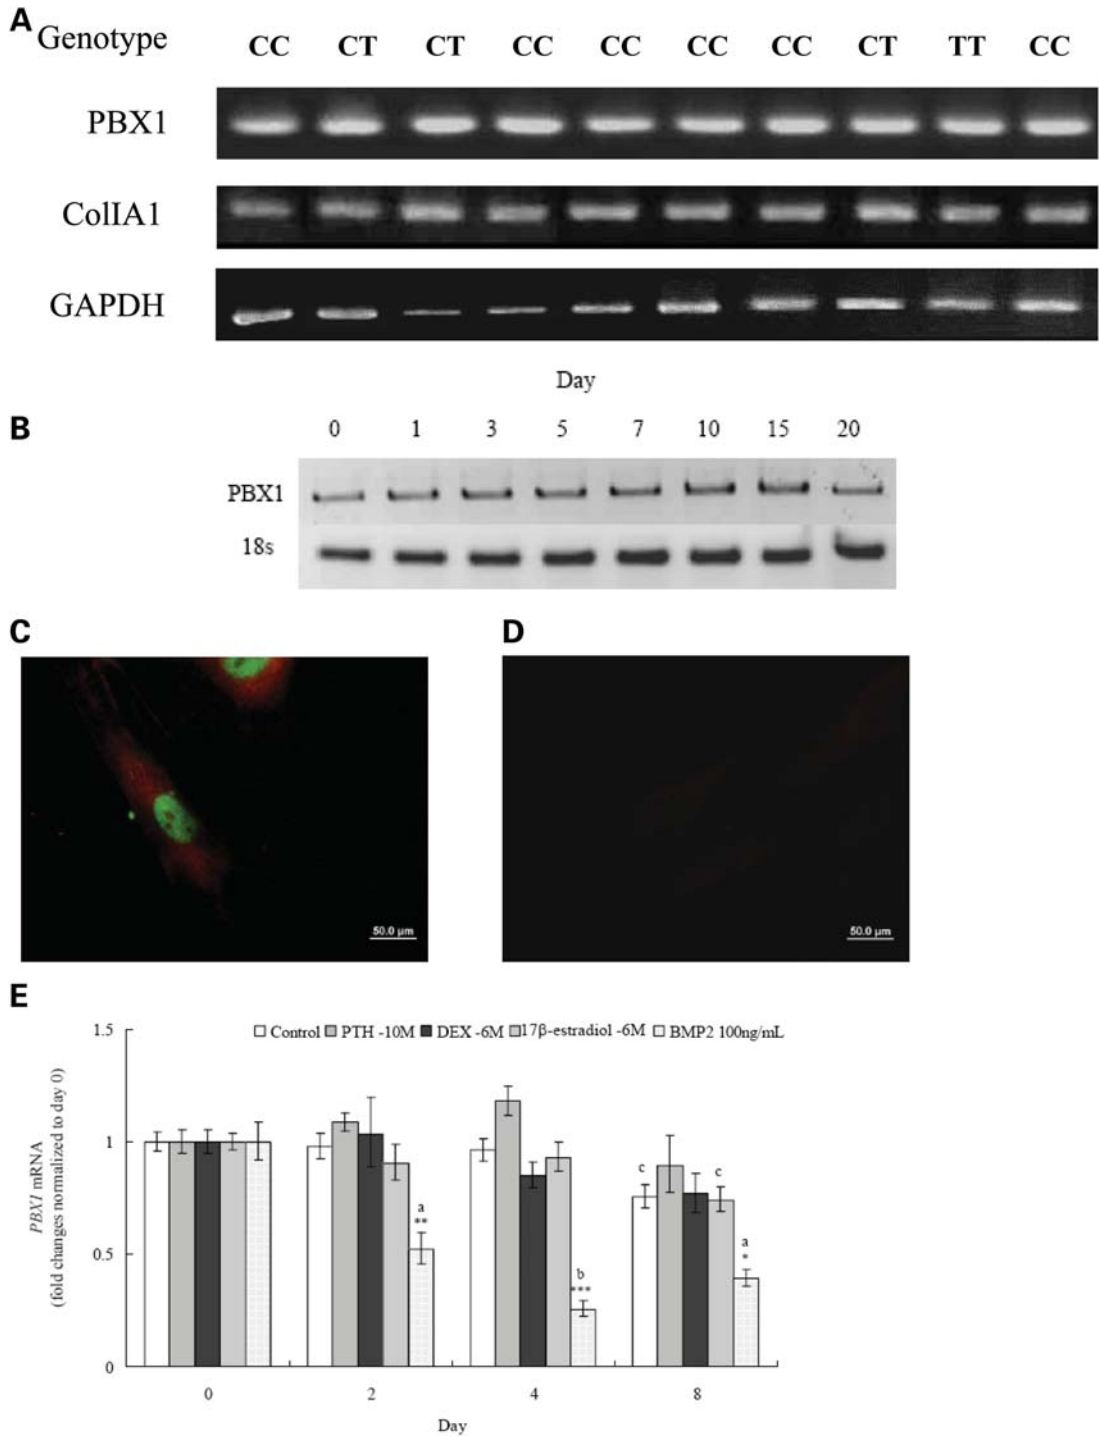 A
Genotype CC CT CT CC CC CC CC CT TT CC
PBX1
ColIA1
GAPDH
Day
B
0 1 3 5 7 10 15 20
PBX1
18s
C D
50.0 µm 50.0 µm
E
Control PTH -10M DEX -6M 17β-estradiol -6M BMP2 100ng/mL
PBX1 mRNA
(fold changes normalized to day 0)
1.5
1
0.5
0
a
**
b
***
c
c
a
*
0 2 4 8
Day